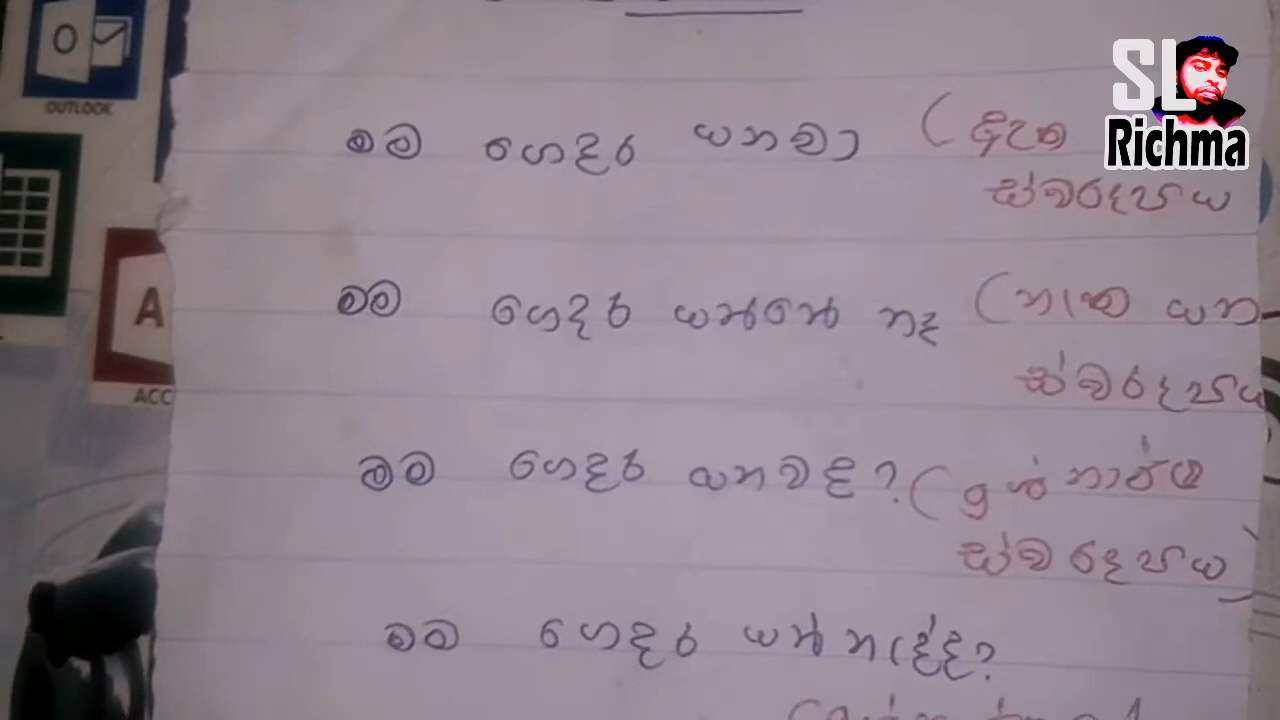 OUTLOOK
SL
Richma
A
ACC
මම ගෙදර යනවා (
ස්වරූපය
මම ගෙදර යන්නේ නෑ (නැත යන
ස්වරූපය
මම ගෙදර යනවද? (ප්‍රශ්නාර්ථ
ස්වරූපය)
මම ගෙදර යන්නැද්ද?